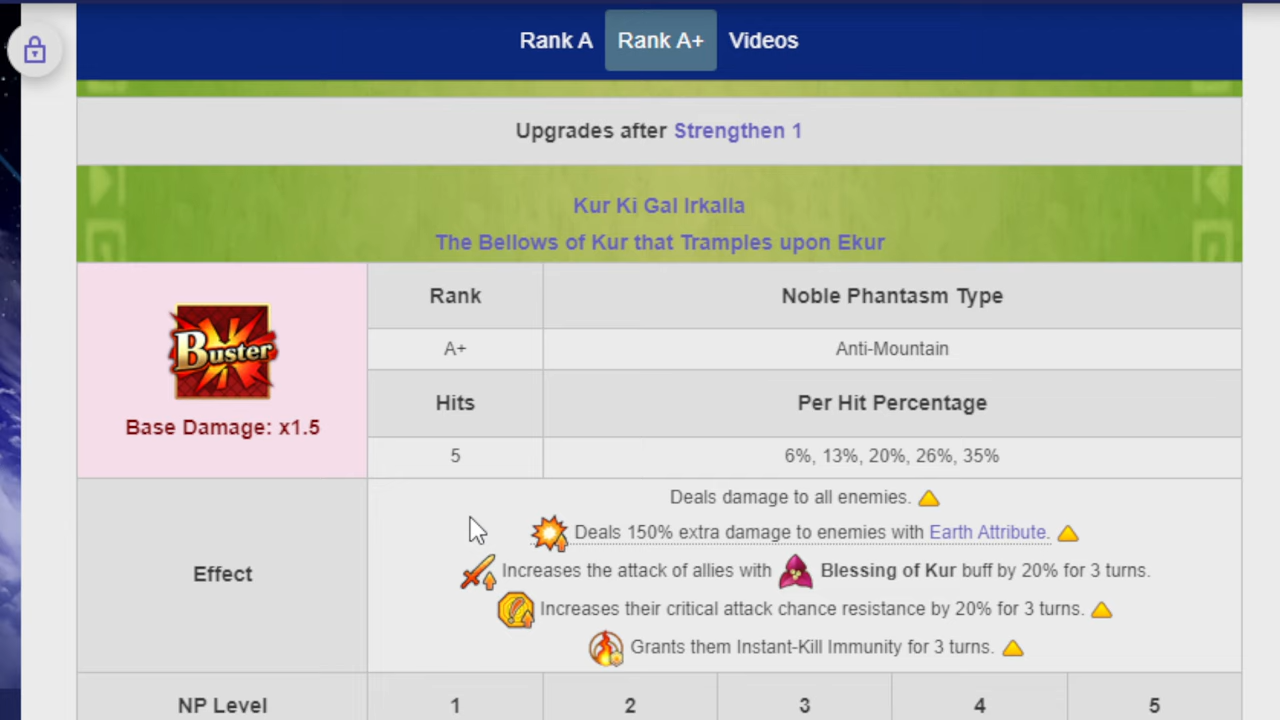 Rank A Rank A+ Videos
Upgrades after Strengthen 1
Kur Ki Gal Irkalla
The Bellows of Kur that Tramples upon Ekur
Rank Noble Phantasm Type
Buster
A+ Anti-Mountain
Hits Per Hit Percentage
Base Damage: x1.5
5 6%, 13%, 20%, 26%, 35%
Deals damage to all enemies.
Deals 150% extra damage to enemies with Earth Attribute.
Effect
Increases the attack of allies with Blessing of Kur buff by 20% for 3 turns.
Increases their critical attack chance resistance by 20% for 3 turns.
Grants them Instant-Kill Immunity for 3 turns.
NP Level 1 2 3 4 5